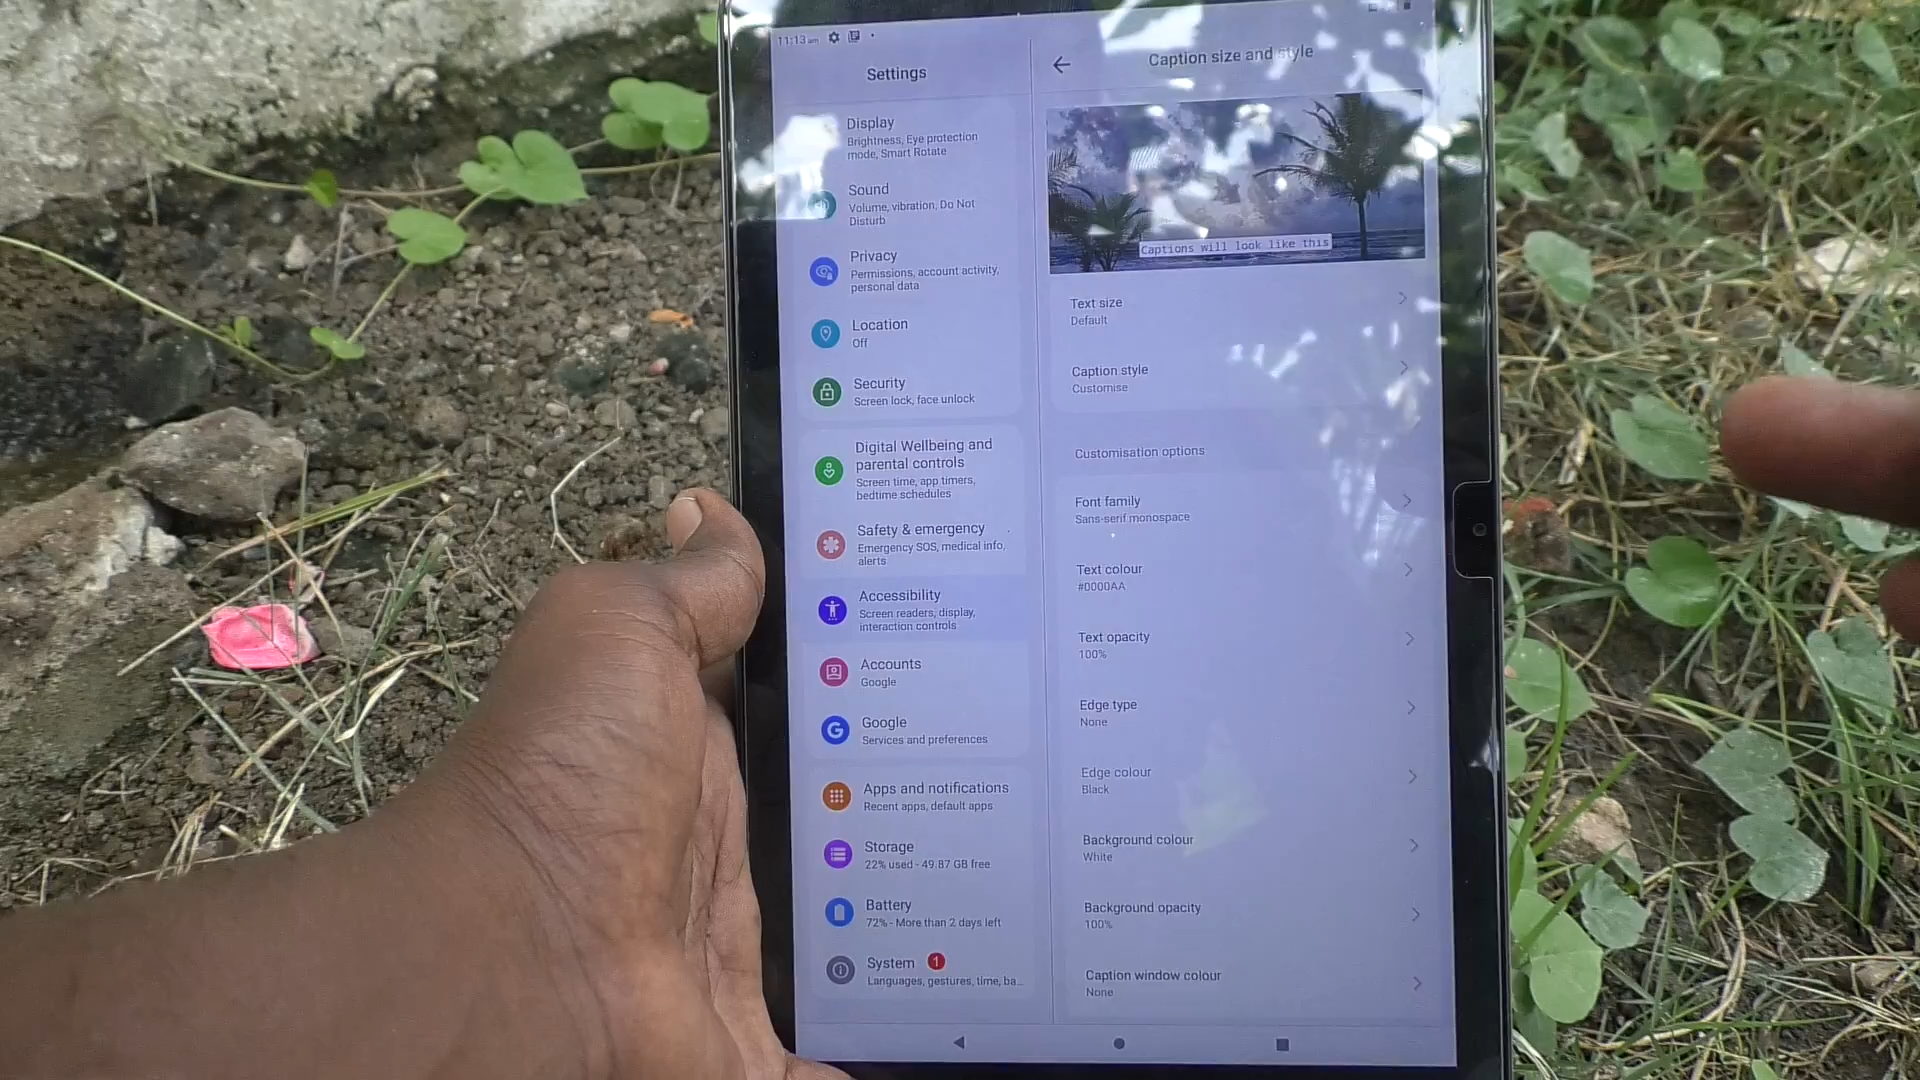 11:13 am
Settings
Display
Brightness, Eye protection
mode, Smart Rotate
Sound
Volume, vibration, Do Not
Disturb
Privacy
Permissions, account activity,
personal data
Location
Off
Security
Screen lock, face unlock
Digital Wellbeing and
parental controls
Screen time, app timers,
bedtime schedules
Safety & emergency
Emergency SOS, medical info,
alerts
Accessibility
Screen readers, display,
interaction controls
Accounts
Google
Google
Services and preferences
Apps and notifications
Recent apps, default apps
Storage
22% used - 49.87 GB free
Battery
72% - More than 2 days left
System 1
Languages, gestures, time, ba...
Caption size and style
Captions will look like this
Text size
Default
Caption style
Customise
Customisation options
Font family
Sans-serif monospace
Text colour
#0000AA
Text opacity
100%
Edge type
None
Edge colour
Black
Background colour
White
Background opacity
100%
Caption window colour
None